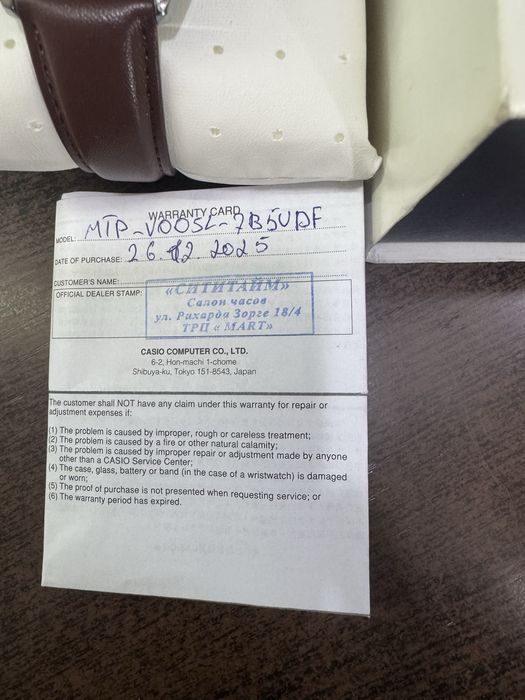 WARRANTY CARD
MODEL: MTP-V005L-7B5UDF
DATE OF PURCHASE: 26.12.2025
CUSTOMER'S NAME:
OFFICIAL DEALER STAMP:
«СИТИТАЙМ»
Салон часов
ул. Рихарда Зорге 18/4
ТРЦ « MART»
CASIO COMPUTER CO., LTD.
6-2, Hon-machi 1-chome
Shibuya-ku, Tokyo 151-8543, Japan
The customer shall NOT have any claim under this warranty for repair or
adjustment expenses if:
(1) The problem is caused by improper, rough or careless treatment;
(2) The problem is caused by a fire or other natural calamity;
(3) The problem is caused by improper repair or adjustment made by anyone
other than a CASIO Service Center;
(4) The case, glass, battery or band (in the case of a wristwatch) is damaged
or worn;
(5) The proof of purchase is not presented when requesting service; or
(6) The warranty period has expired.